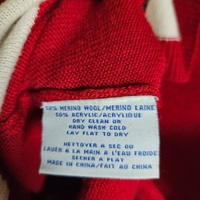 50% MERINO WOOL/MERINO LAINE
50% ACRYLIC/ACRYLIQUE
DRY CLEAN OR
HAND WASH COLD
LAY FLAT TO DRY
NETTOYER A SEC OU
LAVER A LA MAIN A L'EAU FROIDE
SECHER A PLAT
MADE IN CHINA/FAIT AU CHINA